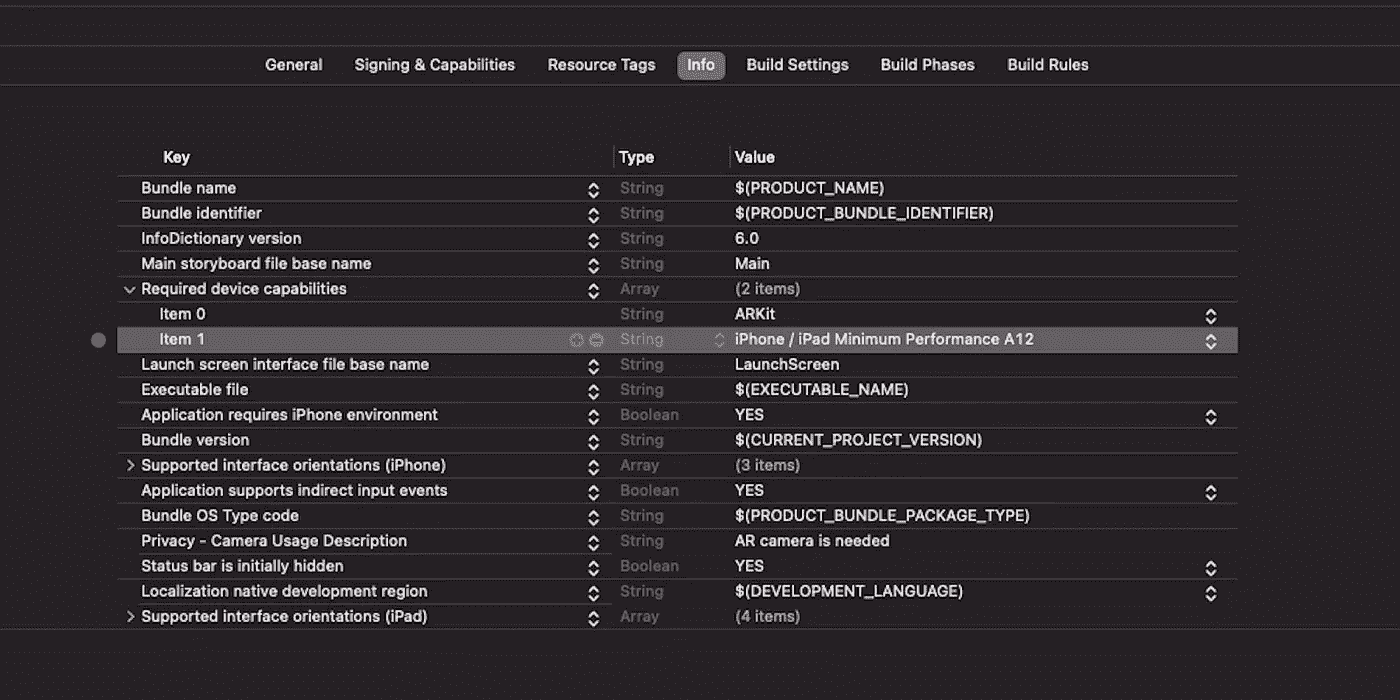 General Signing & Capabilities Resource Tags Info Build Settings Build Phases Build Rules
Key Type Value
Bundle name String $(PRODUCT_NAME)
Bundle identifier String $(PRODUCT_BUNDLE_IDENTIFIER)
InfoDictionary version String 6.0
Main storyboard file base name String Main
Required device capabilities Array (2 items)
Item 0 String ARKit
Item 1 String iPhone / iPad Minimum Performance A12
Launch screen interface file base name String LaunchScreen
Executable file String $(EXECUTABLE_NAME)
Application requires iPhone environment Boolean YES
Bundle version String $(CURRENT_PROJECT_VERSION)
Supported interface orientations (iPhone) Array (3 items)
Application supports indirect input events Boolean YES
Bundle OS Type code String $(PRODUCT_BUNDLE_PACKAGE_TYPE)
Privacy - Camera Usage Description String AR camera is needed
Status bar is initially hidden Boolean YES
Localization native development region String $(DEVELOPMENT_LANGUAGE)
Supported interface orientations (iPad) Array (4 items)